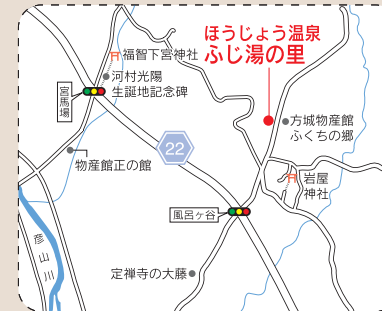 ほうじょう温泉
ふじ湯の里
福智下宮神社
河村光陽
生誕地記念碑
宮馬場
方城物産館
ふくちの郷
22
物産館正の館
岩屋
神社
風呂ヶ谷
彦山川
定禅寺の大藤